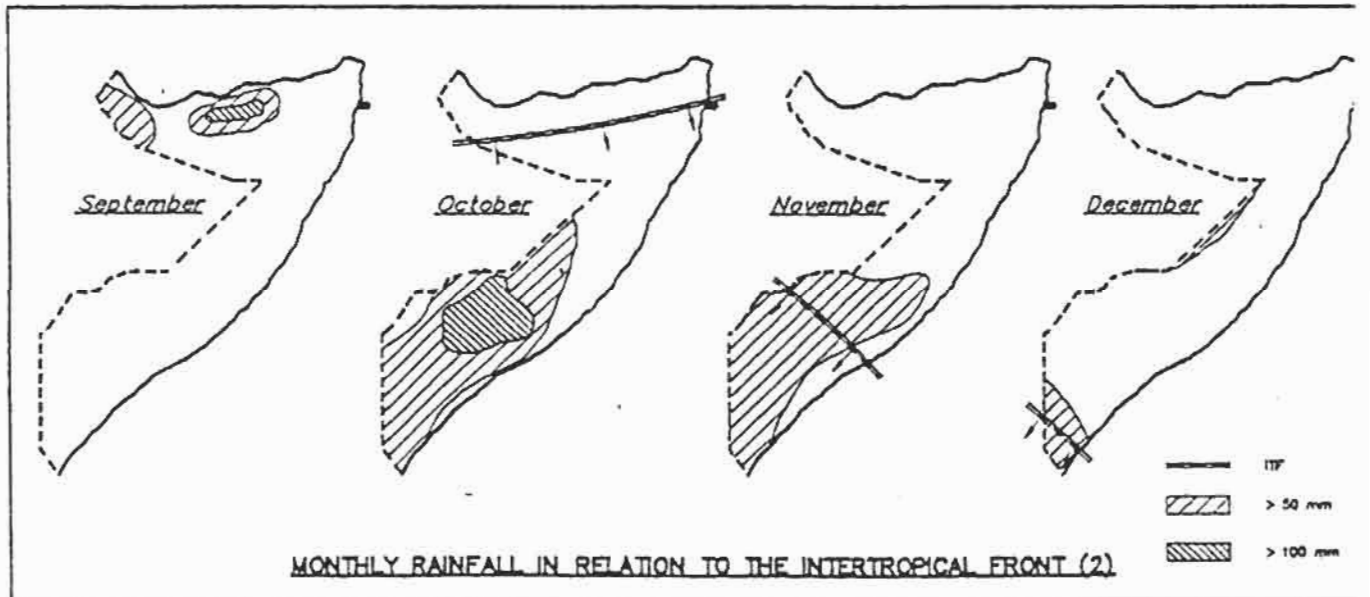 September
October
November
December
ITF
> 50 mm
> 100 mm
MONTHLY RAINFALL IN RELATION TO THE INTERTROPICAL FRONT (2)